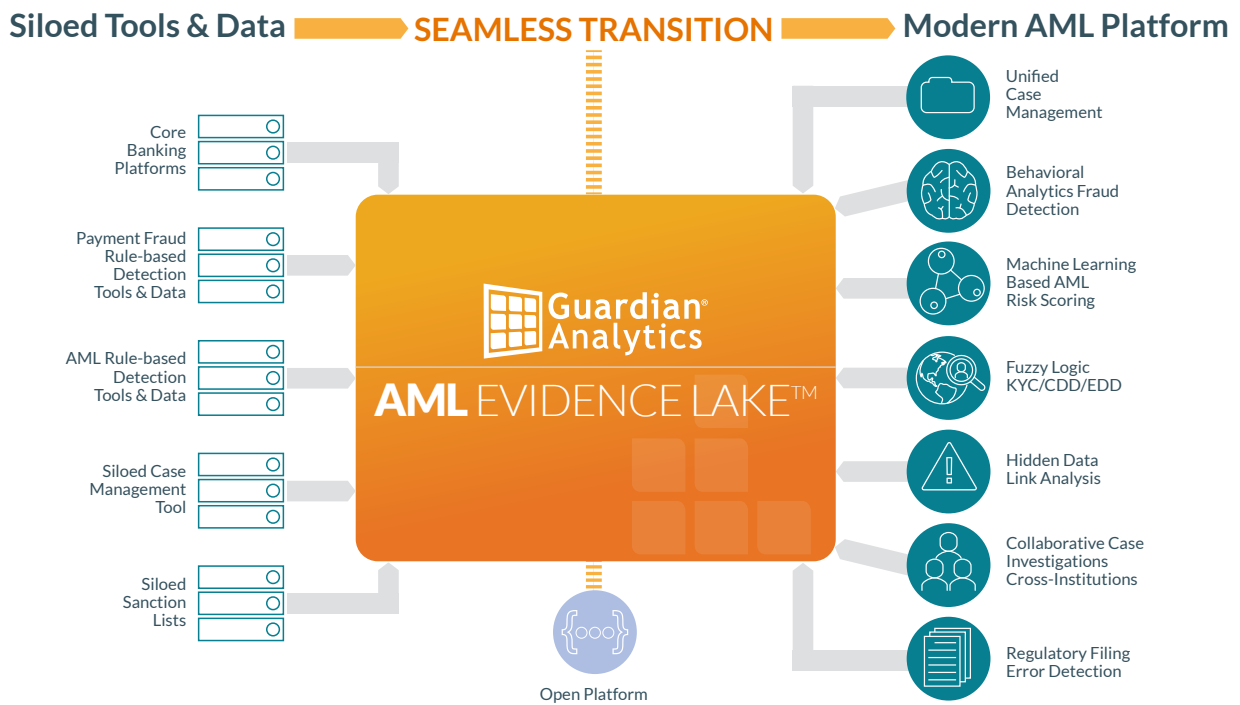 Siloed Tools & Data
SEAMLESS TRANSITION
Modern AML Platform
Core
Banking
Platforms
Payment Fraud
Rule-based
Detection
Tools & Data
AML Rule-based
Detection
Tools & Data
Siloed Case
Management
Tool
Siloed
Sanction
Lists
Guardian®
Analytics
AML EVIDENCE LAKE™
{ooo}
Open Platform
Unified
Case
Management
Behavioral
Analytics Fraud
Detection
Machine Learning
Based AML
Risk Scoring
Fuzzy Logic
KYC/CDD/EDD
Hidden Data
Link Analysis
Collaborative Case
Investigations
Cross-Institutions
Regulatory Filing
Error Detection